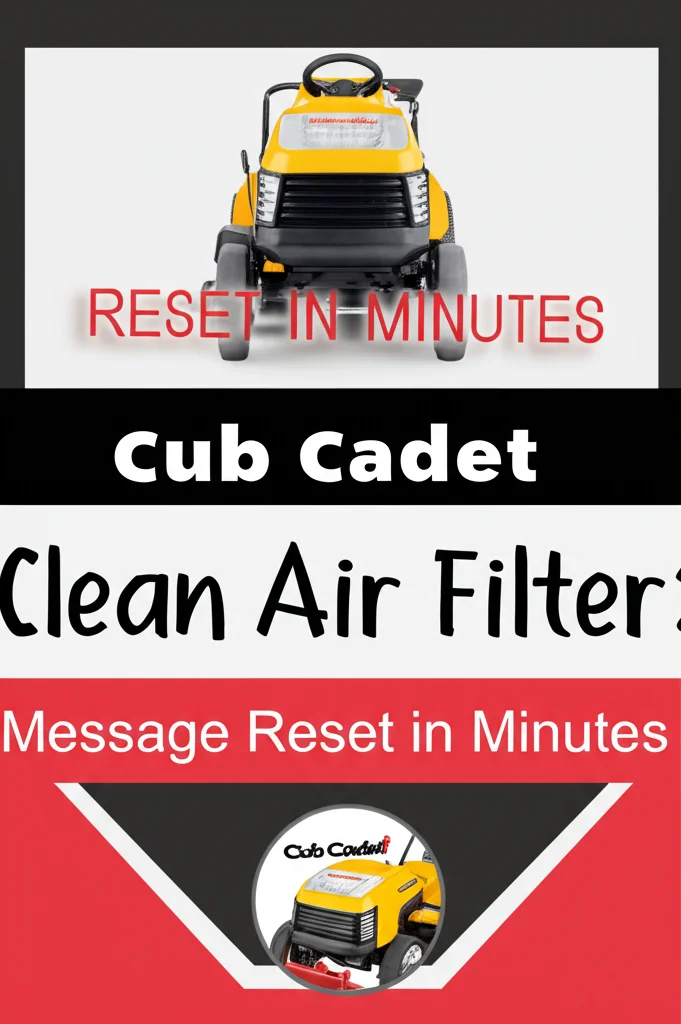 RESET IN MINUTES
Cub Cadet
Clean Air Filter?
Message Reset in Minutes